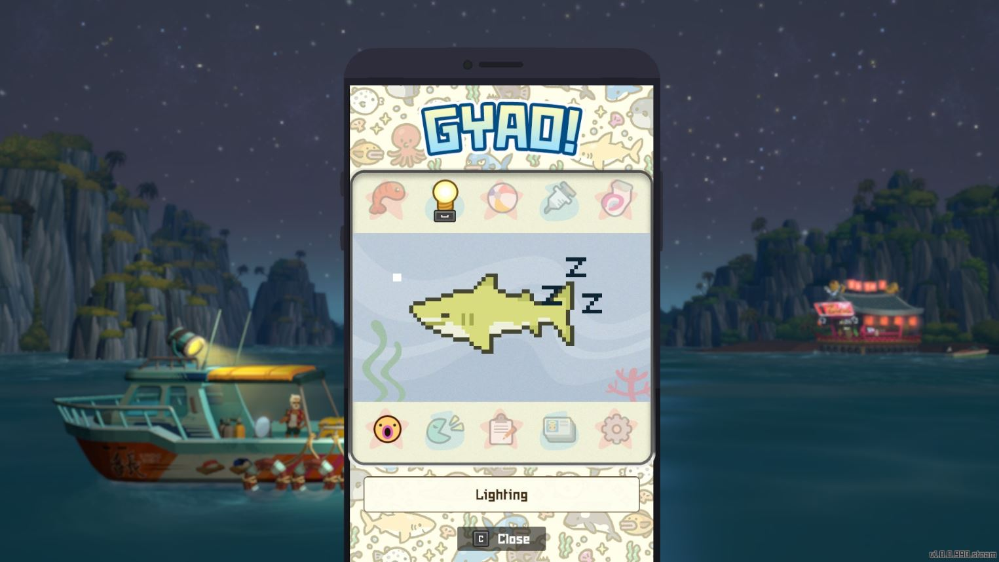 GYAO!
Z
Z
Z
Lighting
C Close
v1.0.0.990.steam